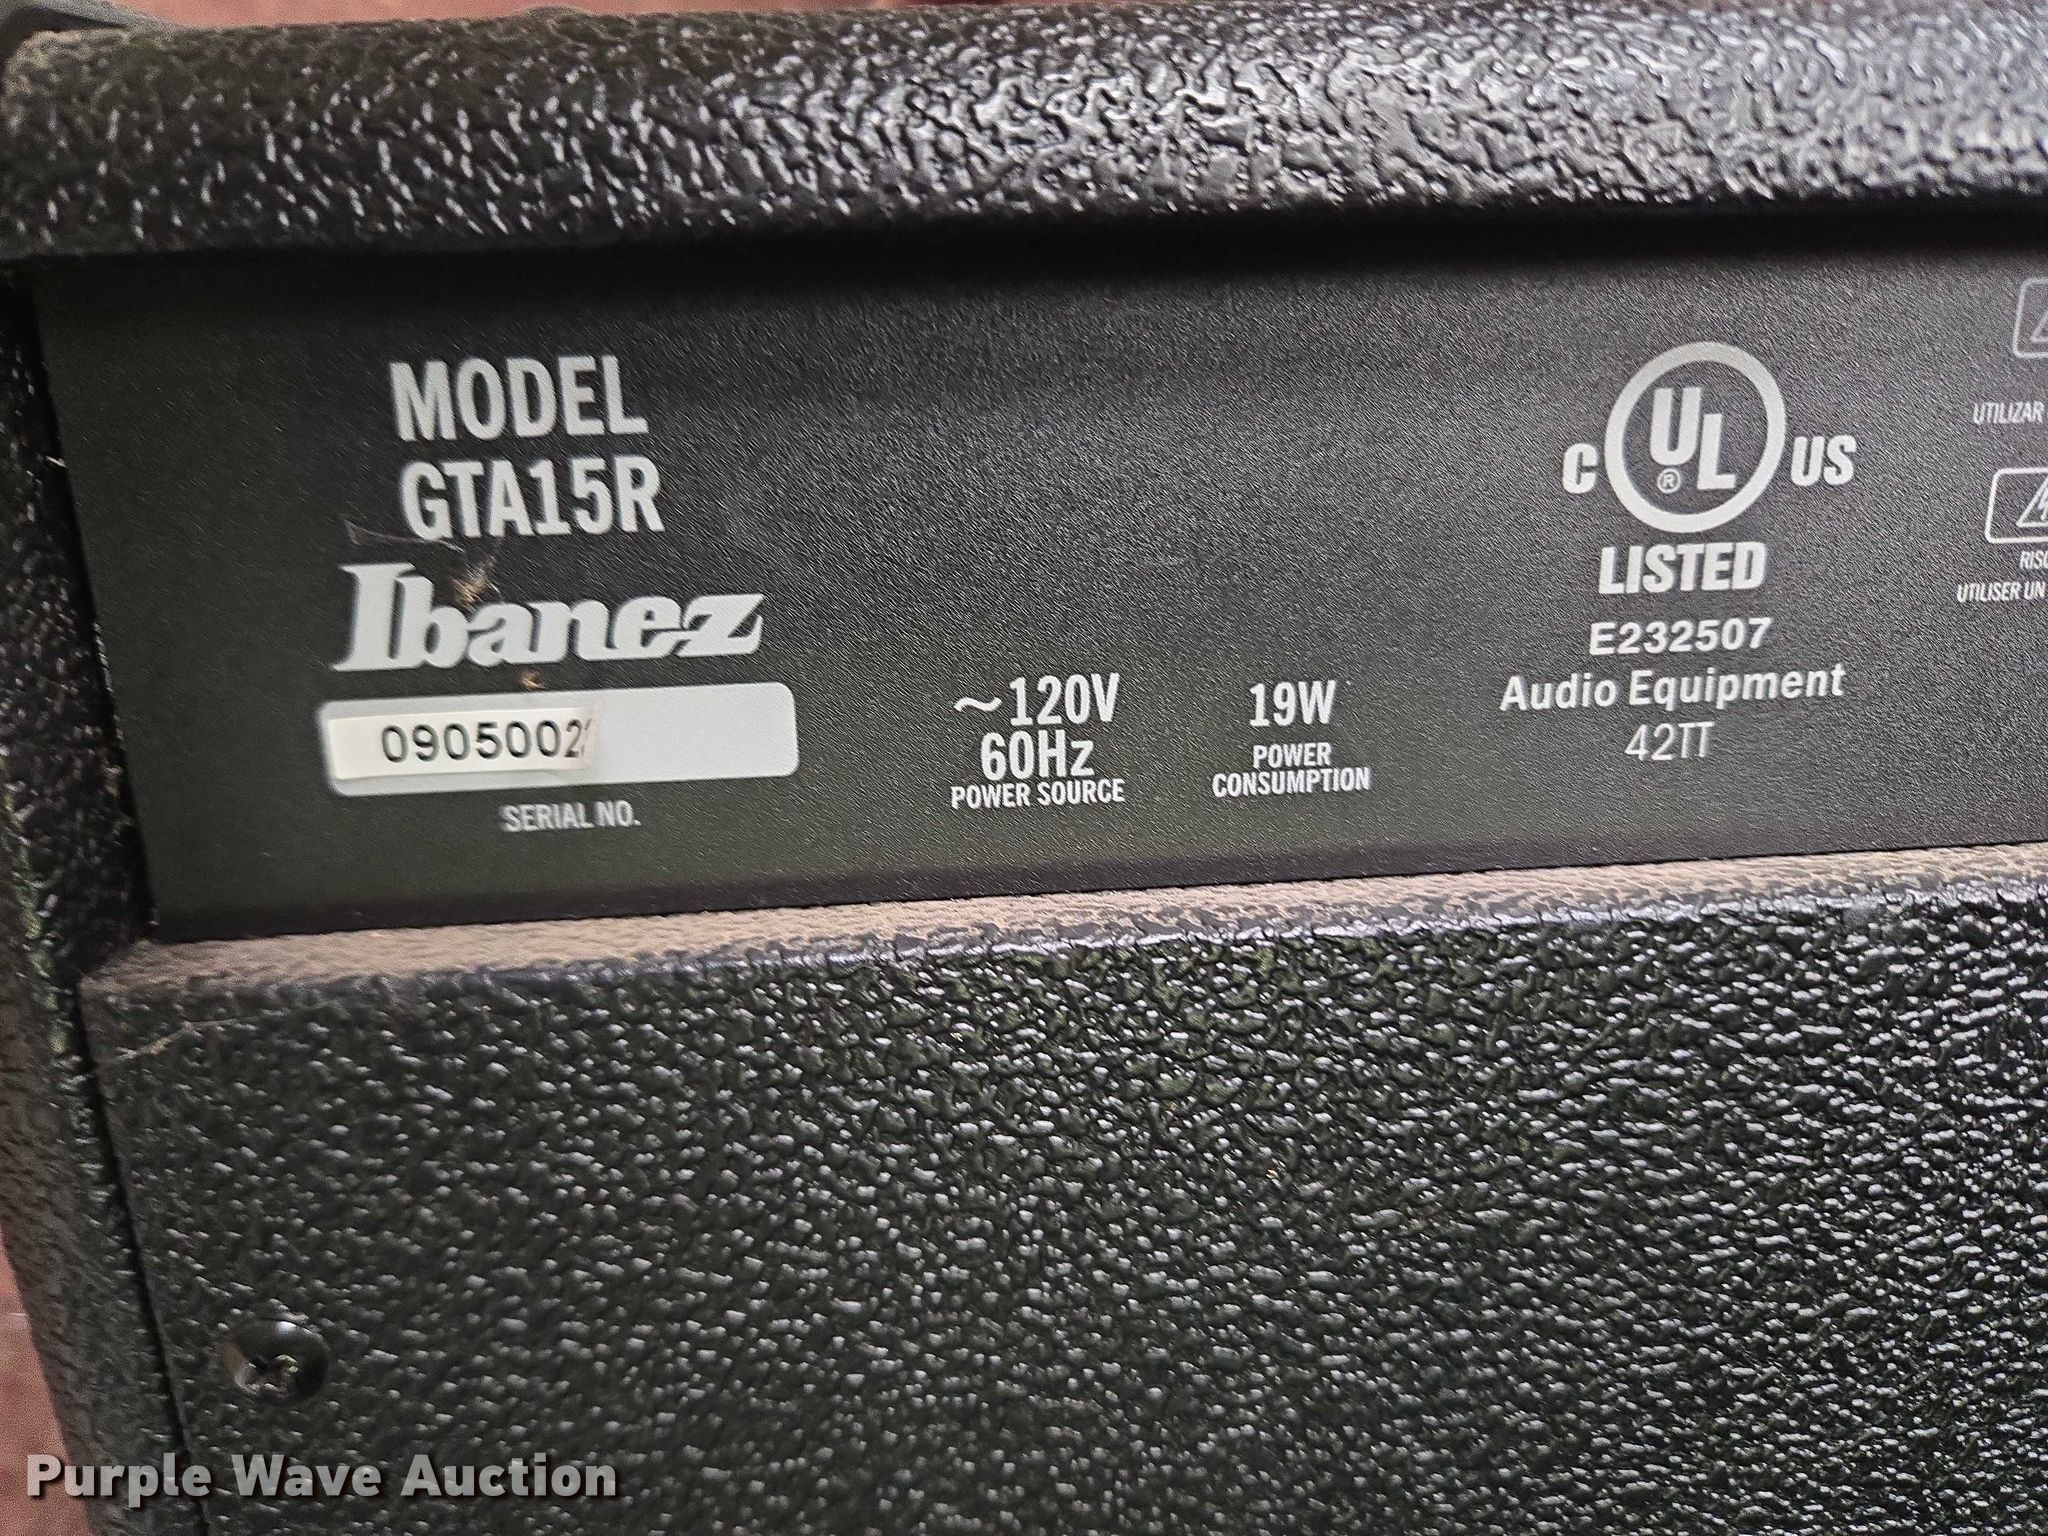 MODEL
GTA15R
Ibanez
0905002
SERIAL NO.
~120V
60Hz
POWER SOURCE
19W
POWER
CONSUMPTION
C UL® US
LISTED
E232507
Audio Equipment
42TT
UTILIZAR
UTILISER UN
Purple Wave Auction